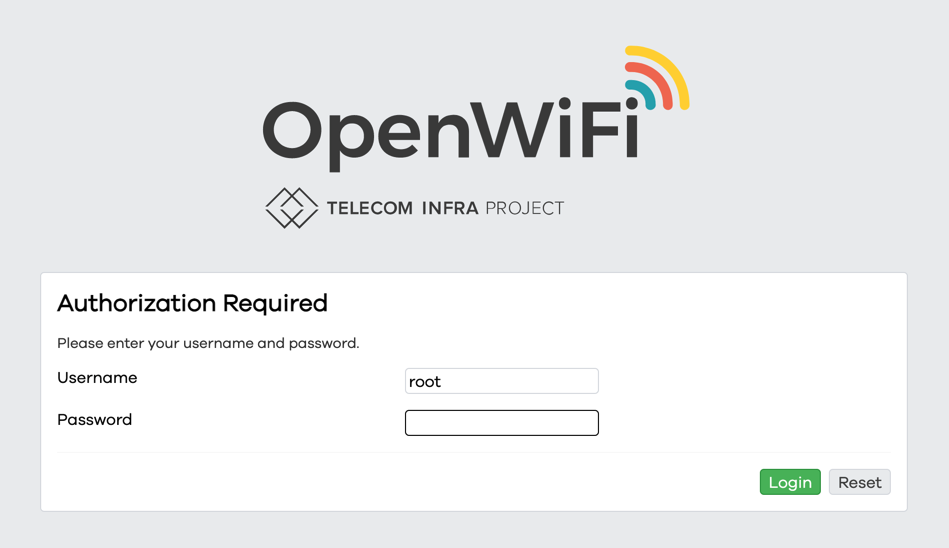 OpenWiFi
TELECOM INFRA PROJECT
Authorization Required
Please enter your username and password.
Username
root
Password
Login Reset